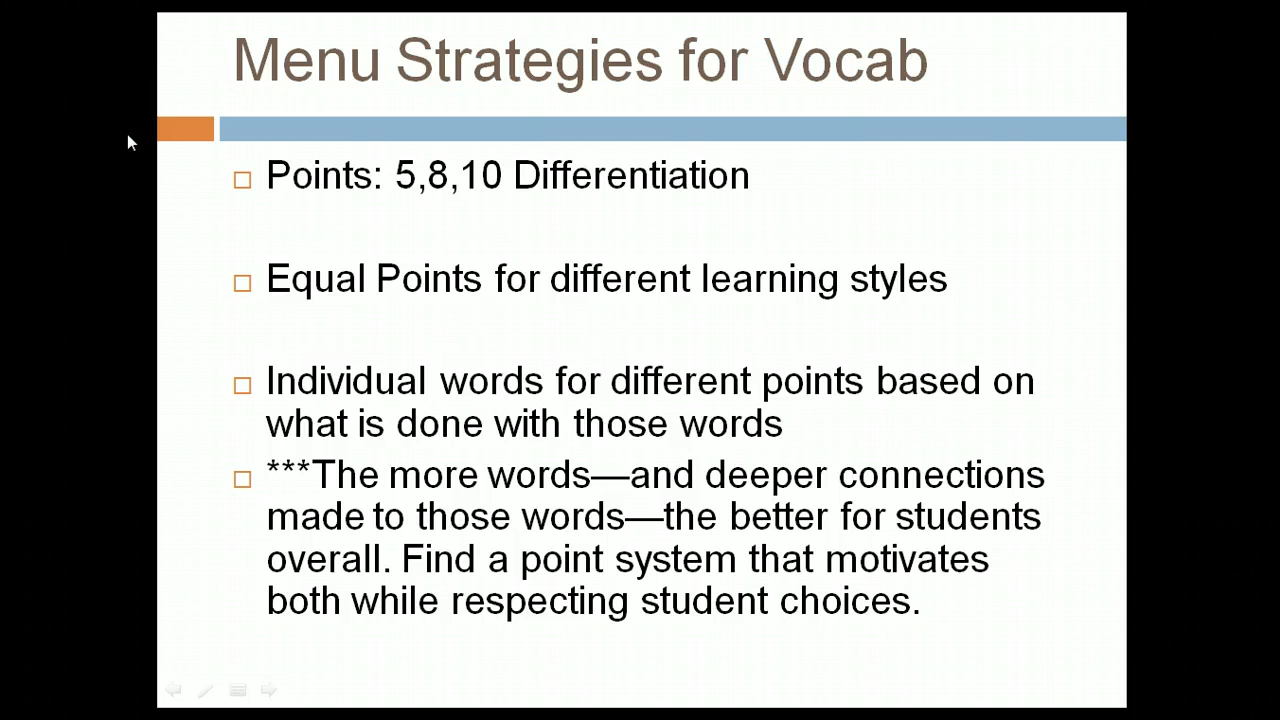 Menu Strategies for Vocab
Points: 5,8,10 Differentiation
Equal Points for different learning styles
Individual words for different points based on
what is done with those words
***The more words—and deeper connections
made to those words—the better for students
overall. Find a point system that motivates
both while respecting student choices.